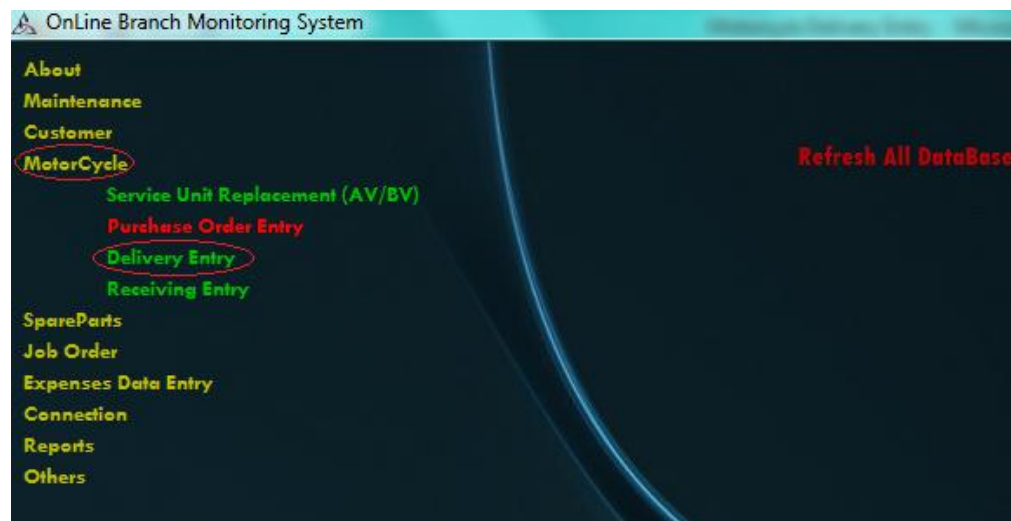 OnLine Branch Monitoring System
About
Maintenance
Customer
MotorCycle
Refresh All DataBase
Service Unit Replacement (AV/BV)
Purchase Order Entry
Delivery Entry
Receiving Entry
SpareParts
Job Order
Expenses Data Entry
Connection
Reports
Others